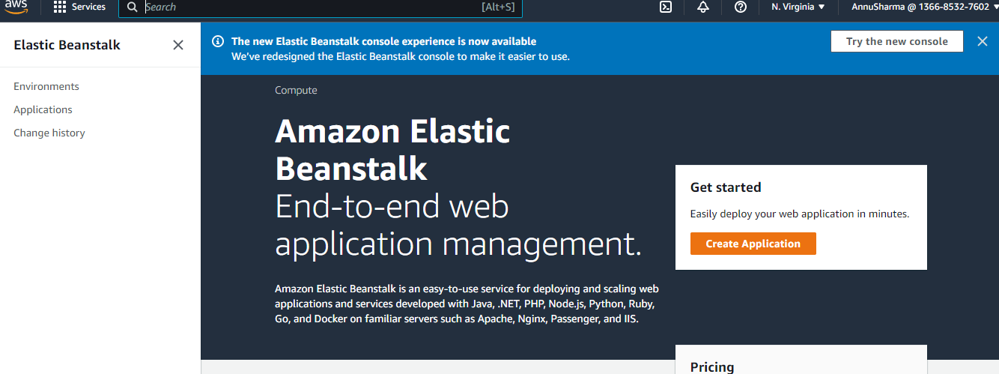 aws
Services
Search
[Alt+S]
N. Virginia
AnnuSharma @ 1366-8532-7602
Elastic Beanstalk
Environments
Applications
Change history
The new Elastic Beanstalk console experience is now available
We've redesigned the Elastic Beanstalk console to make it easier to use.
Try the new console
Compute
Amazon Elastic
Beanstalk
End-to-end web
application management.
Amazon Elastic Beanstalk is an easy-to-use service for deploying and scaling web
applications and services developed with Java, .NET, PHP, Node.js, Python, Ruby,
Go, and Docker on familiar servers such as Apache, Nginx, Passenger, and IIS.
Get started
Easily deploy your web application in minutes.
Create Application
Pricing